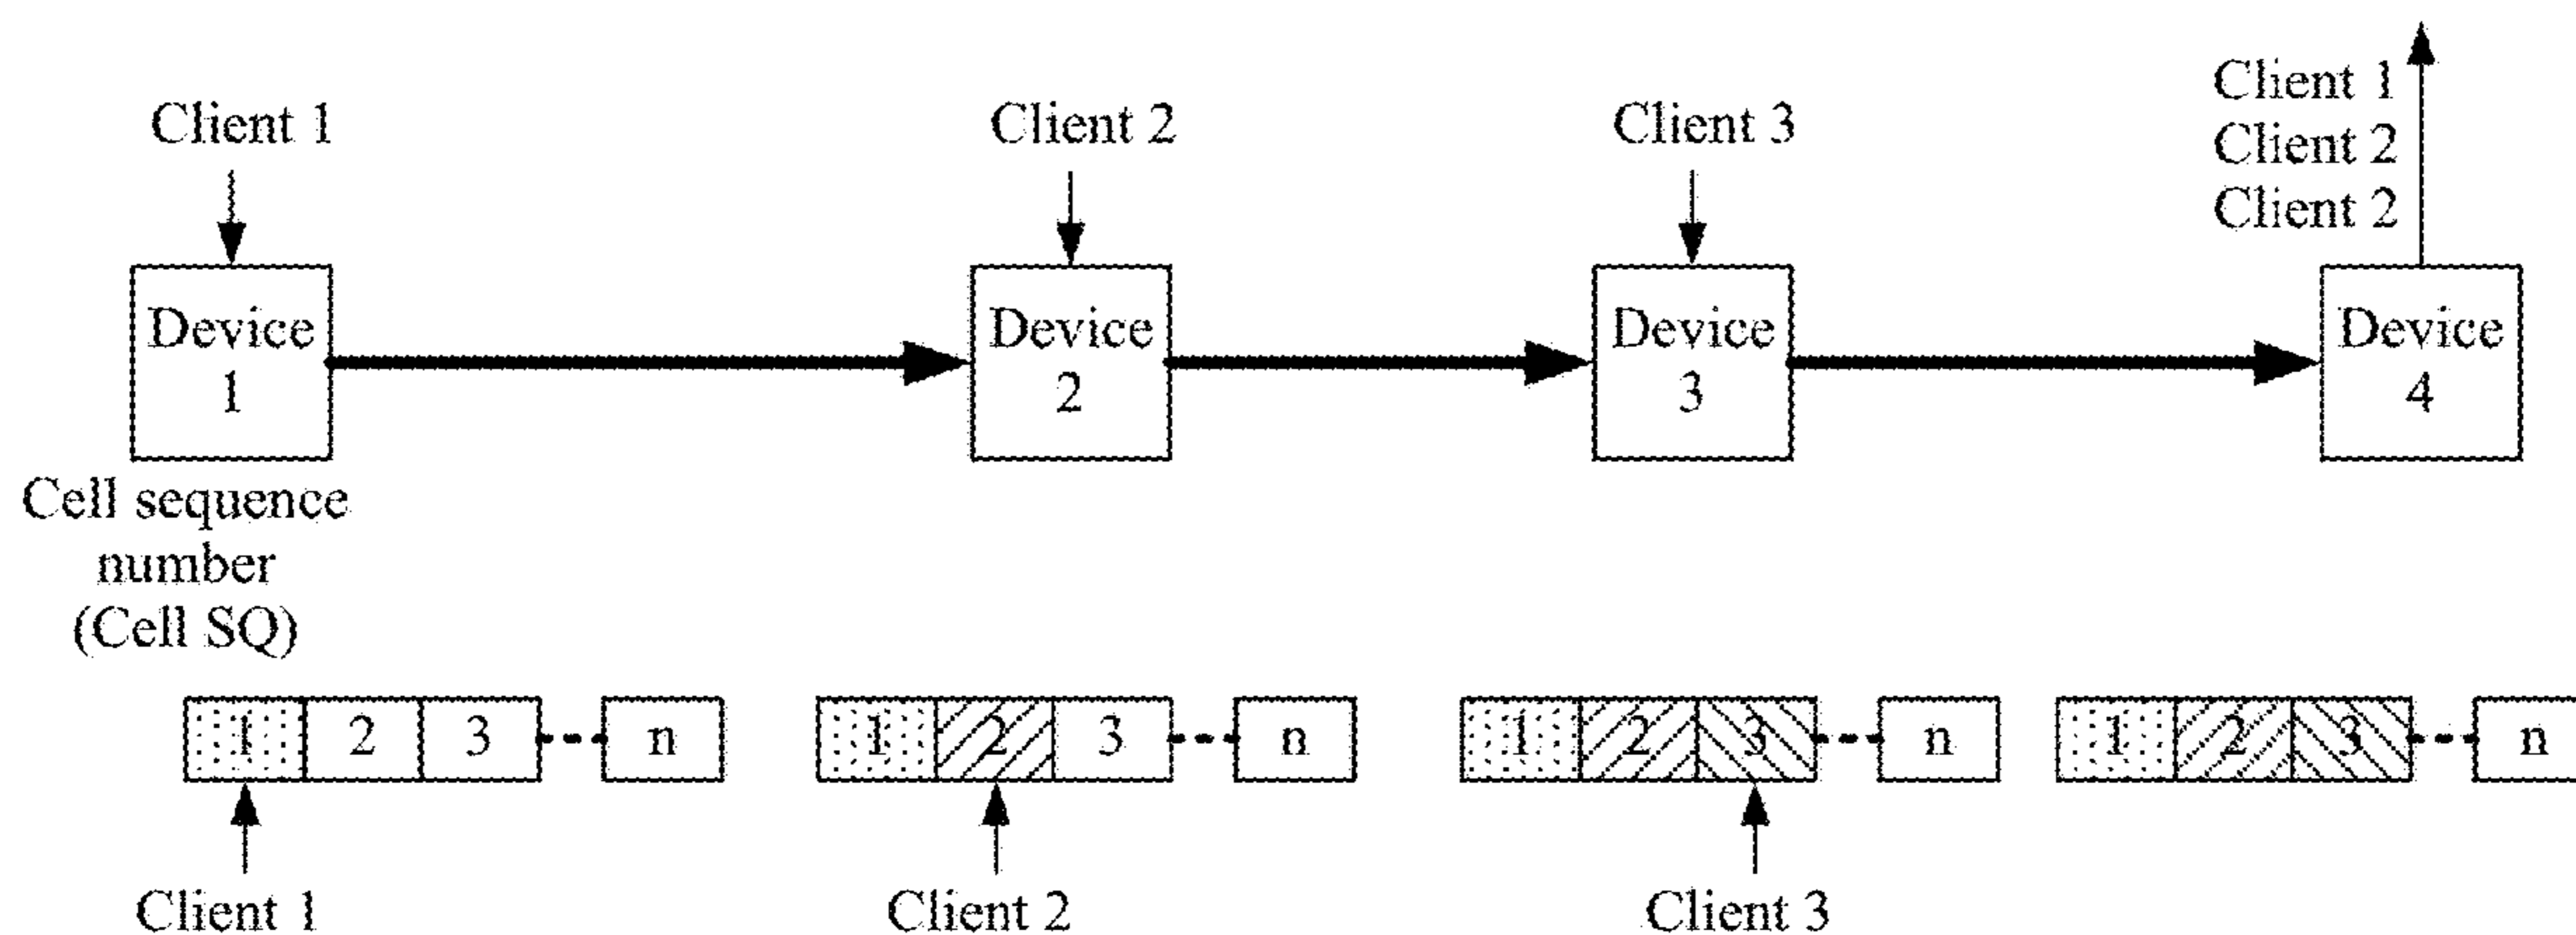 Client 1
Client 2
Client 3
Client 1
Client 2
Client 2
Device
1
Device
2
Device
3
Device
4
Cell sequence
number
(Cell SQ)
1 2 3 n
1 2 3 n
1 2 3 n
1 2 3 n
Client 1
Client 2
Client 3